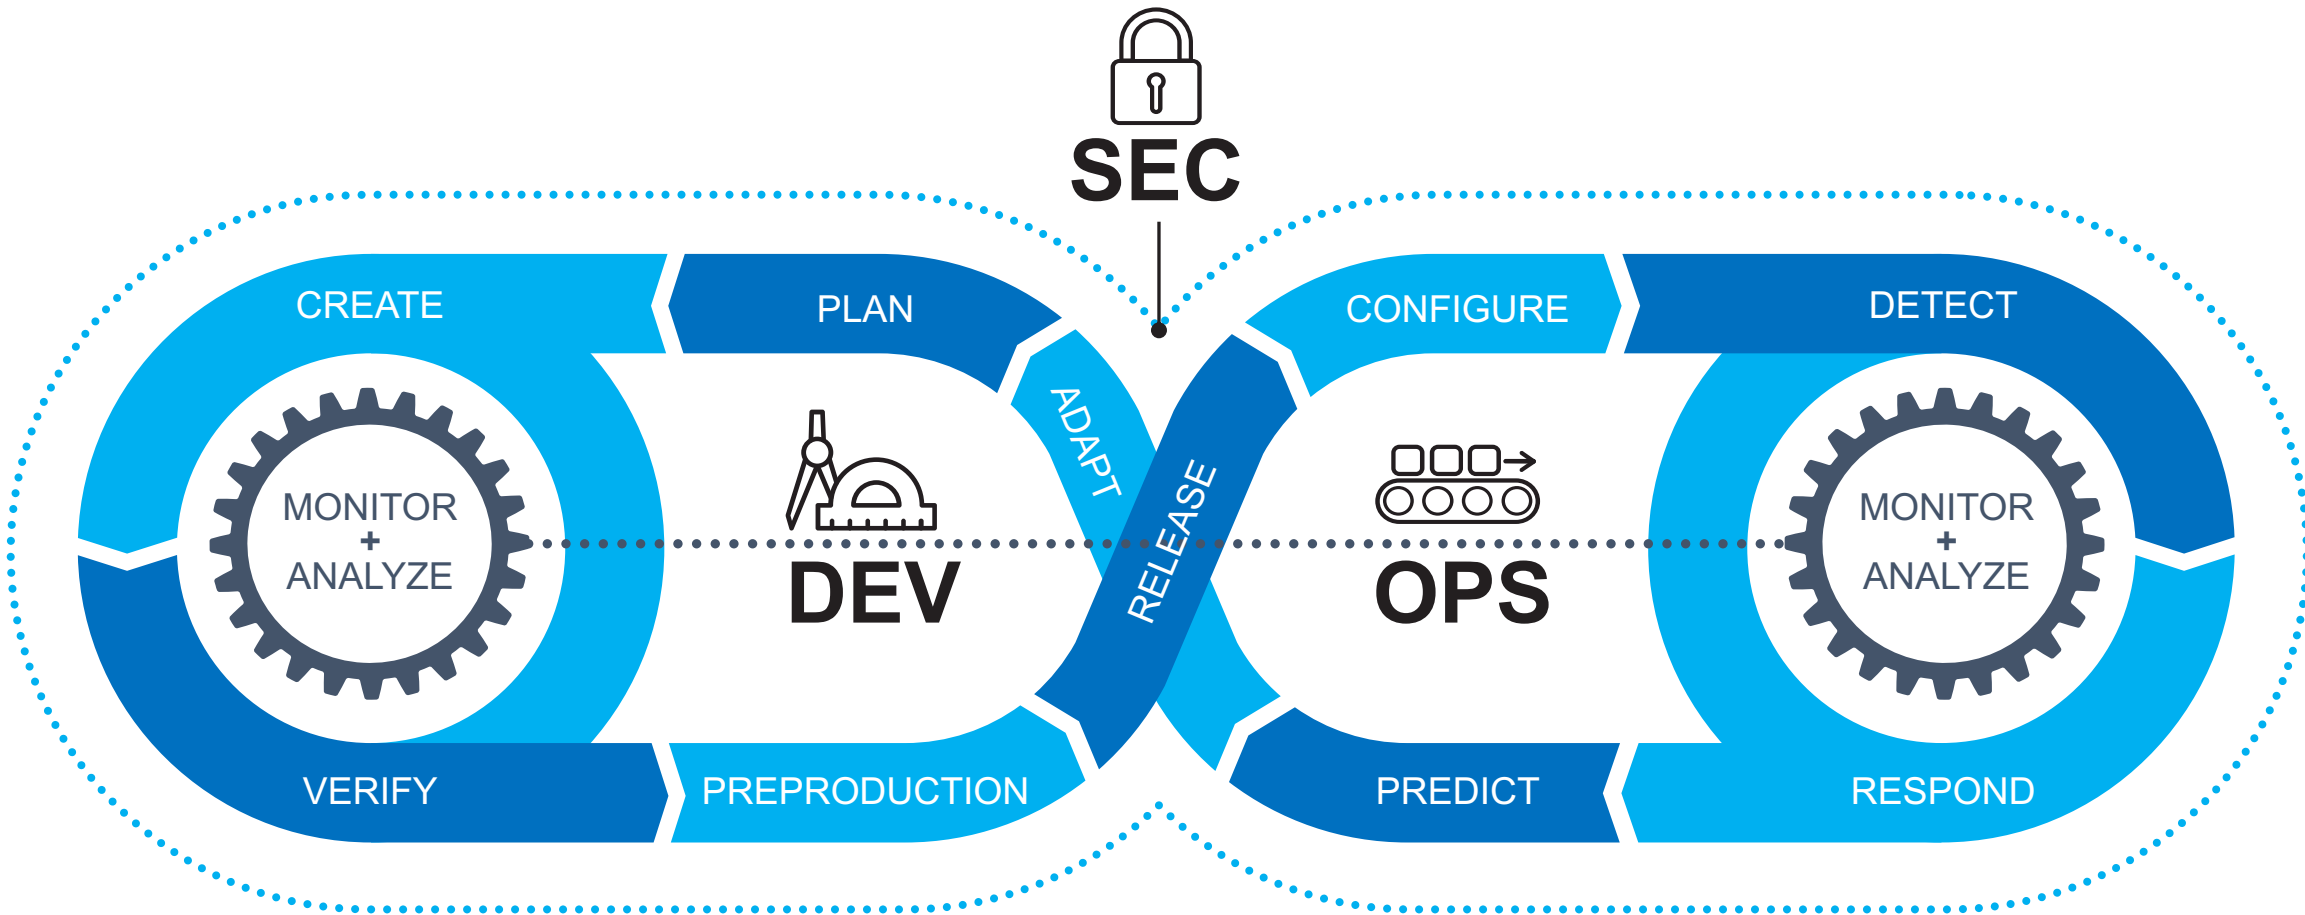 SEC
CREATE
PLAN
ADAPT
CONFIGURE
DETECT
MONITOR
+
ANALYZE
DEV
RELEASE
OPS
MONITOR
+
ANALYZE
VERIFY
PREPRODUCTION
PREDICT
RESPOND